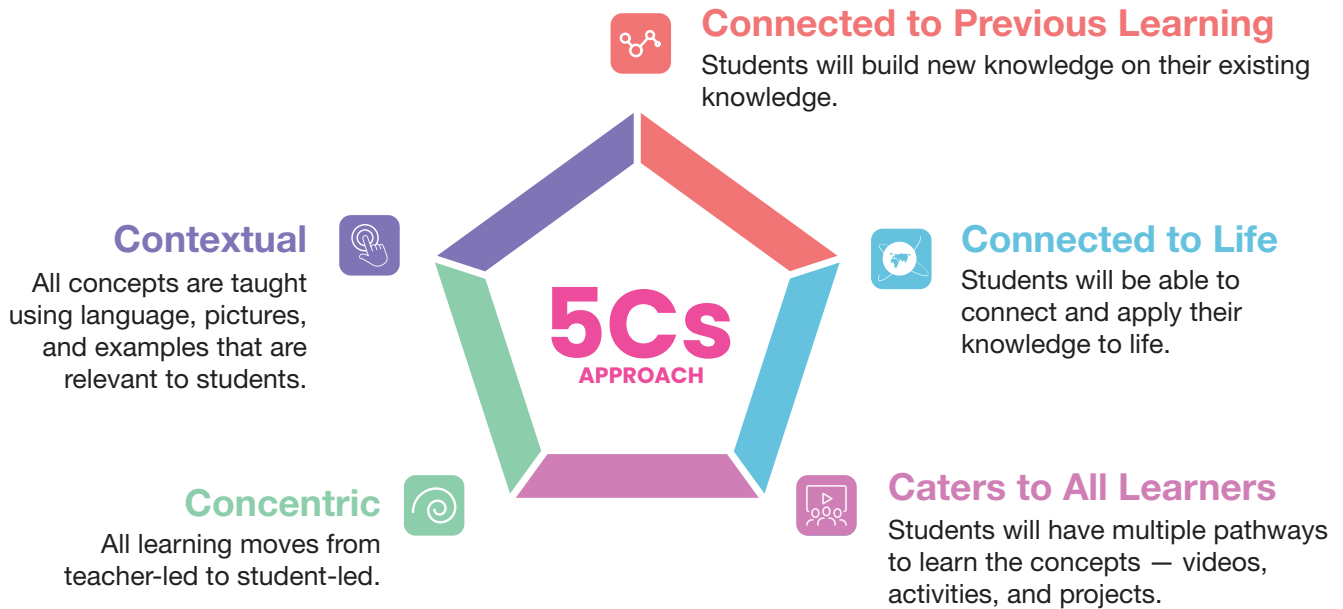 Connected to Previous Learning
Students will build new knowledge on their existing
knowledge.
Contextual
All concepts are taught
using language, pictures,
and examples that are
relevant to students.
5Cs
APPROACH
Connected to Life
Students will be able to
connect and apply their
knowledge to life.
Concentric
All learning moves from
teacher-led to student-led.
Caters to All Learners
Students will have multiple pathways
to learn the concepts — videos,
activities, and projects.